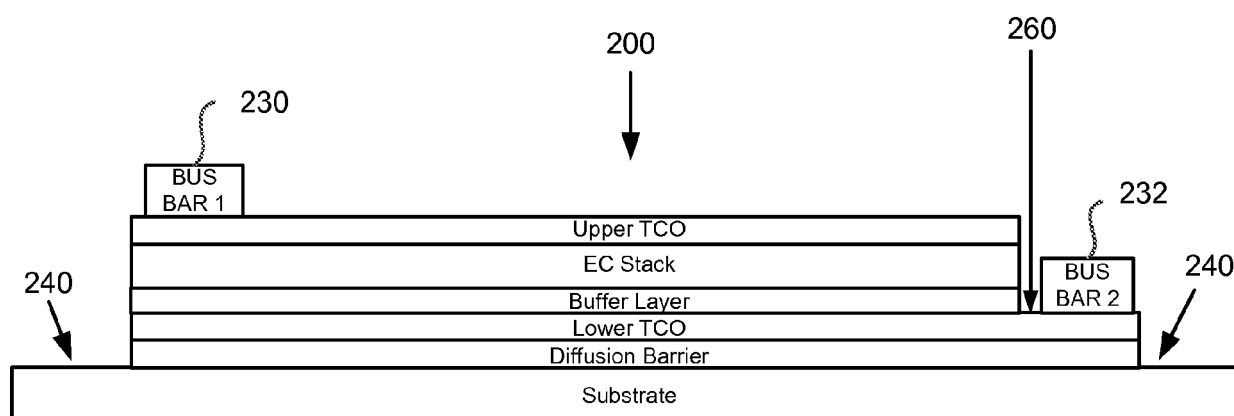 200
260
230
BUS
BAR 1
232
Upper TCO
EC Stack
240
BUS
BAR 2
240
Buffer Layer
Lower TCO
Diffusion Barrier
Substrate